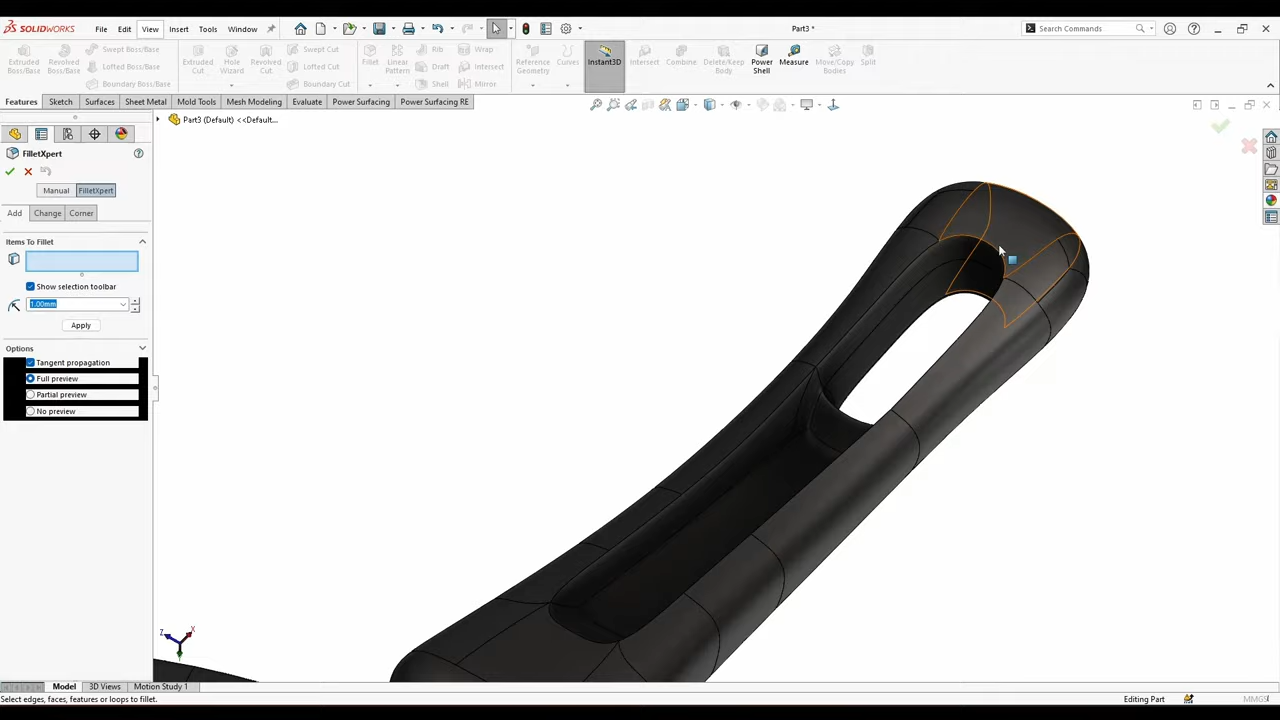 SOLIDWORKS File Edit View Insert Tools Window Part3 * Search Commands
Extruded Boss/Base Revolved Boss/Base Swept Boss/Base Lofted Boss/Base Boundary Boss/Base Extruded Cut Hole Wizard Revolved Cut Swept Cut Lofted Cut Boundary Cut Fillet Linear Pattern Rib Draft Shell Wrap Intersect Mirror Reference Geometry Curves Instant3D Intersect Combine Delete/Keep Body Power Shell Measure Move/Copy Bodies Split
Features Sketch Surfaces Sheet Metal Mold Tools Mesh Modeling Evaluate Power Surfacing Power Surfacing RE
Part3 (Default) <<Default...
FilletXpert
Manual FilletXpert
Add Change Corner
Items To Fillet
Show selection toolbar
1.00mm
Apply
Options
Tangent propagation
Full preview
Partial preview
No preview
Z X
Model 3D Views Motion Study 1
Select edges, faces, features or loops to fillet. Editing Part MMGS